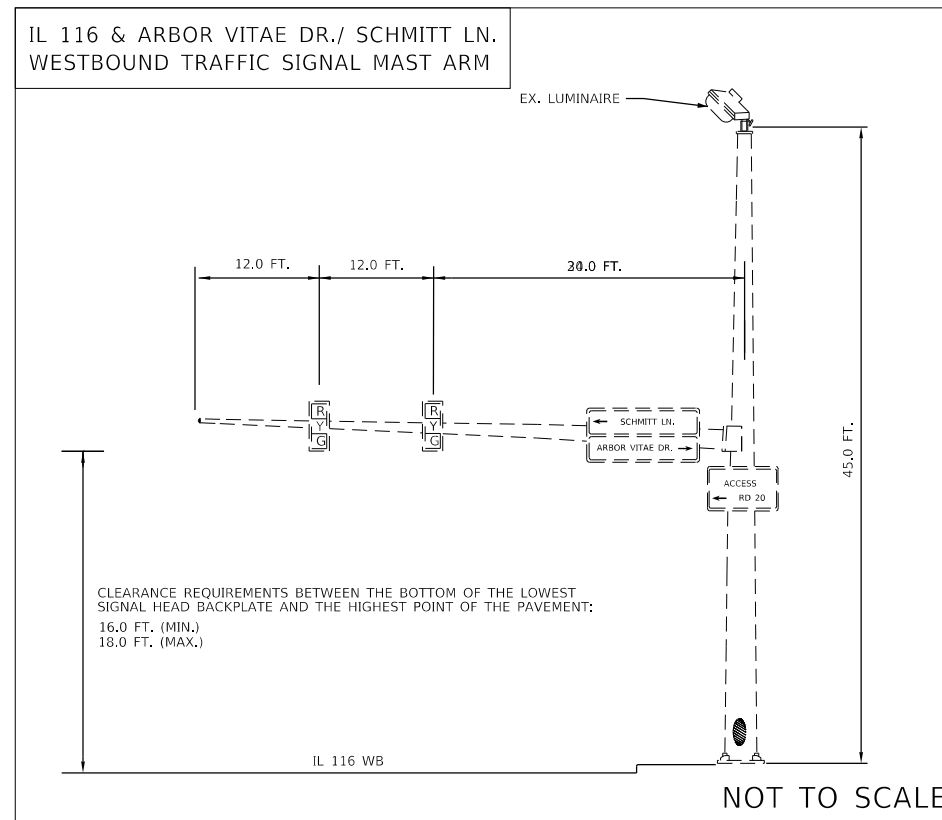 IL 116 & ARBOR VITAE DR./ SCHMITT LN.
WESTBOUND TRAFFIC SIGNAL MAST ARM
EX. LUMINAIRE
12.0 FT.
12.0 FT.
FT.
R
Y
G
R
Y
G
SCHMITT LN.
ARBOR VITAE DR.
ACCESS
RD 20
45.0 FT.
CLEARANCE REQUIREMENTS BETWEEN THE BOTTOM OF THE LOWEST
SIGNAL HEAD BACKPLATE AND THE HIGHEST POINT OF THE PAVEMENT:
16.0 FT. (MIN.)
18.0 FT. (MAX.)
IL 116 WB
NOT TO SCALE